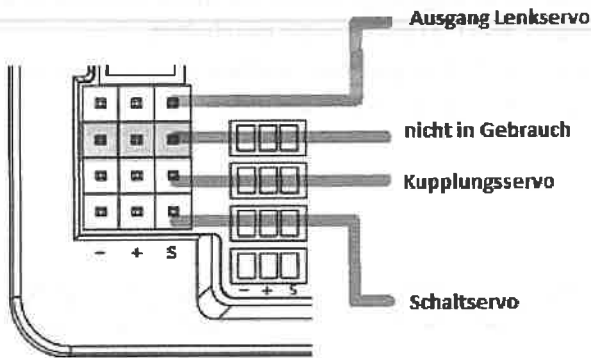 Ausgang Lenkservo
nicht in Gebrauch
Kupplungsservo
- + S
- + S
Schaltservo